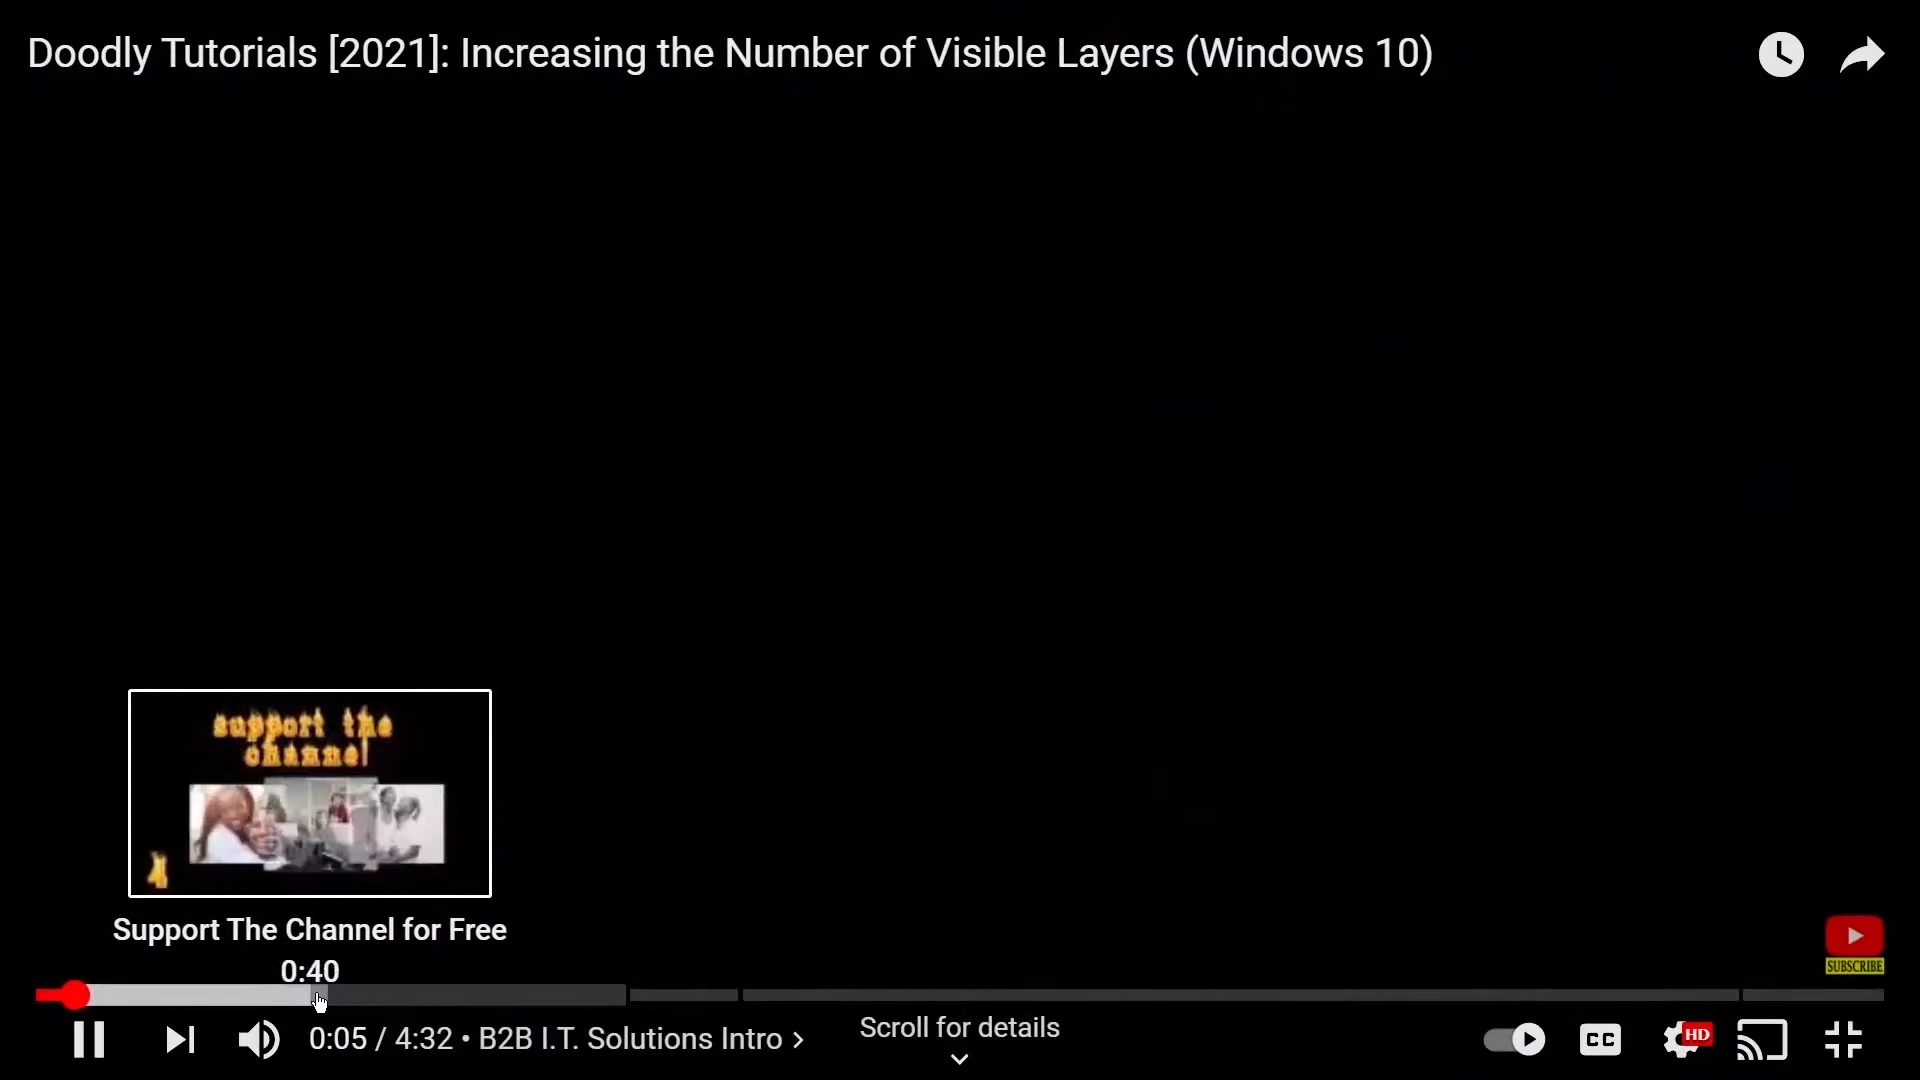 Doodly Tutorials [2021]: Increasing the Number of Visible Layers (Windows 10)
support the
channel
Support The Channel for Free
0:40
SUBSCRIBE
0:05 / 4:32 • B2B I.T. Solutions Intro
Scroll for details
CC
HD